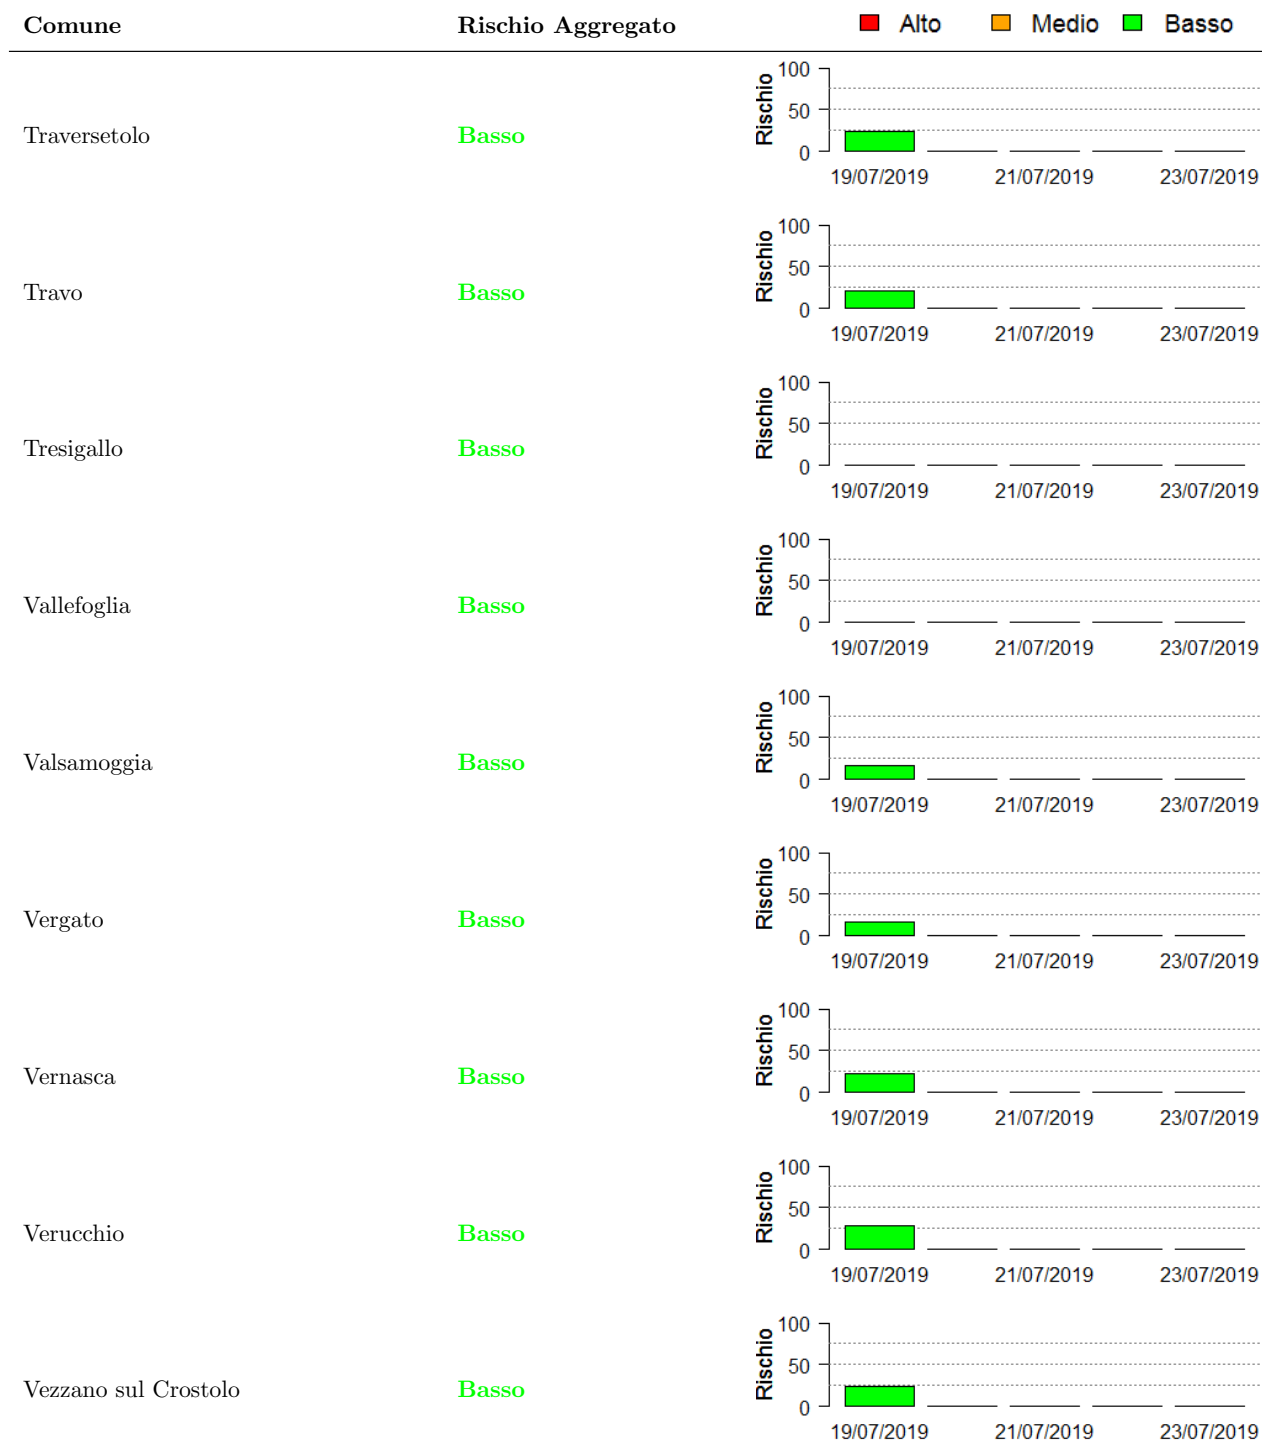 Comune Rischio Aggregato Alto Medio Basso
Traversetolo Basso
Rischio
100
50
0
19/07/2019 21/07/2019 23/07/2019
Travo Basso
Rischio
100
50
0
19/07/2019 21/07/2019 23/07/2019
Tresigallo Basso
Rischio
100
50
0
19/07/2019 21/07/2019 23/07/2019
Vallefoglia Basso
Rischio
100
50
0
19/07/2019 21/07/2019 23/07/2019
Valsamoggia Basso
Rischio
100
50
0
19/07/2019 21/07/2019 23/07/2019
Vergato Basso
Rischio
100
50
0
19/07/2019 21/07/2019 23/07/2019
Vernasca Basso
Rischio
100
50
0
19/07/2019 21/07/2019 23/07/2019
Verucchio Basso
Rischio
100
50
0
19/07/2019 21/07/2019 23/07/2019
Vezzano sul Crostolo Basso
Rischio
100
50
0
19/07/2019 21/07/2019 23/07/2019